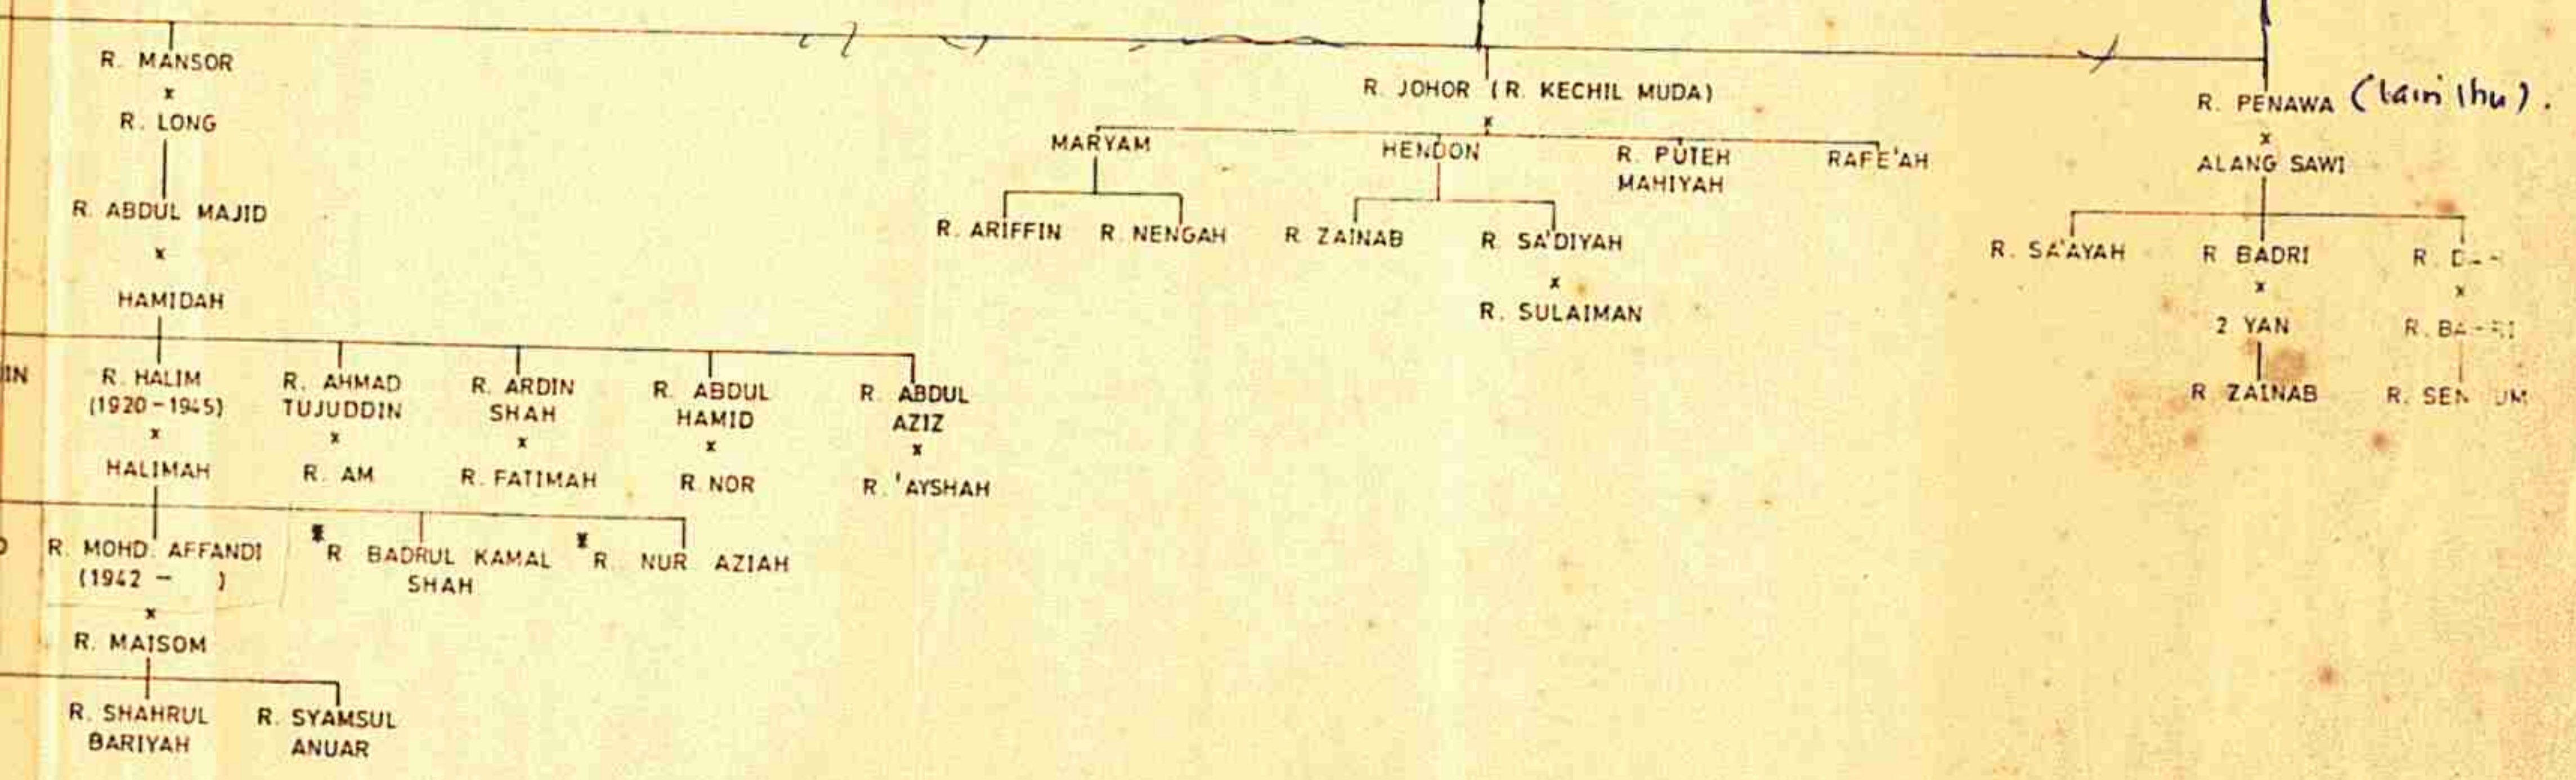 R. MANSOR
x
R. LONG
R. ABDUL MAJID
x
HAMIDAH
IN
R. HALIM
(1920-1945)
x
HALIMAH
R. AHMAD
TUJUDDIN
x
R. AM
R. ARDIN
SHAH
x
R. FATIMAH
R. ABDUL
HAMID
x
R. NOR
R. ABDUL
AZIZ
x
R. 'AYSHAH
R. MOHD. AFFANDI
(1942 - )
x
R. MAISOM
* R BADRUL KAMAL
SHAH
* R. NUR AZIAH
R. SHAHRUL
BARIYAH
R. SYAMSUL
ANUAR
R. JOHOR (R. KECHIL MUDA)
x
MARYAM
HENDON
R. PUTEH
MAHIYAH
RAFE'AH
R. ARIFFIN
R. NENGAH
R ZAINAB
R. SA'DIYAH
x
R. SULAIMAN
R. PENAWA (lain Ibu).
x
ALANG SAWI
R. SA'AYAH
R BADRI
x
2 YAN
R ZAINAB
R.
x
R.
R.